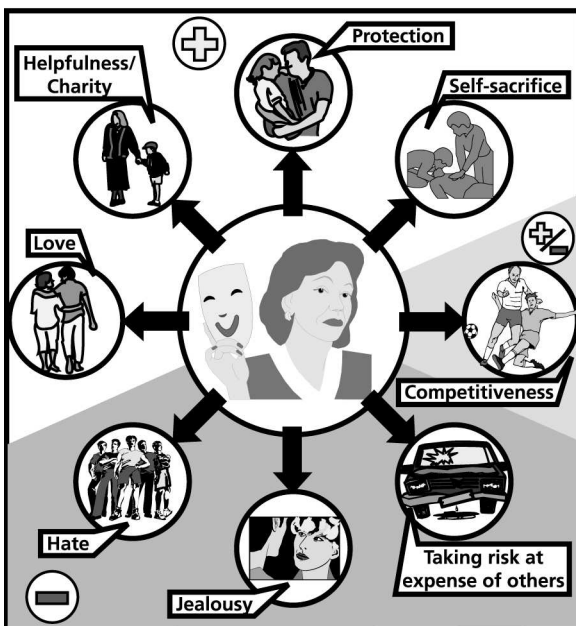 Protection
Helpfulness/
Charity
Self-sacrifice
Love
Competitiveness
Hate
Taking risk at
expense of others
Jealousy